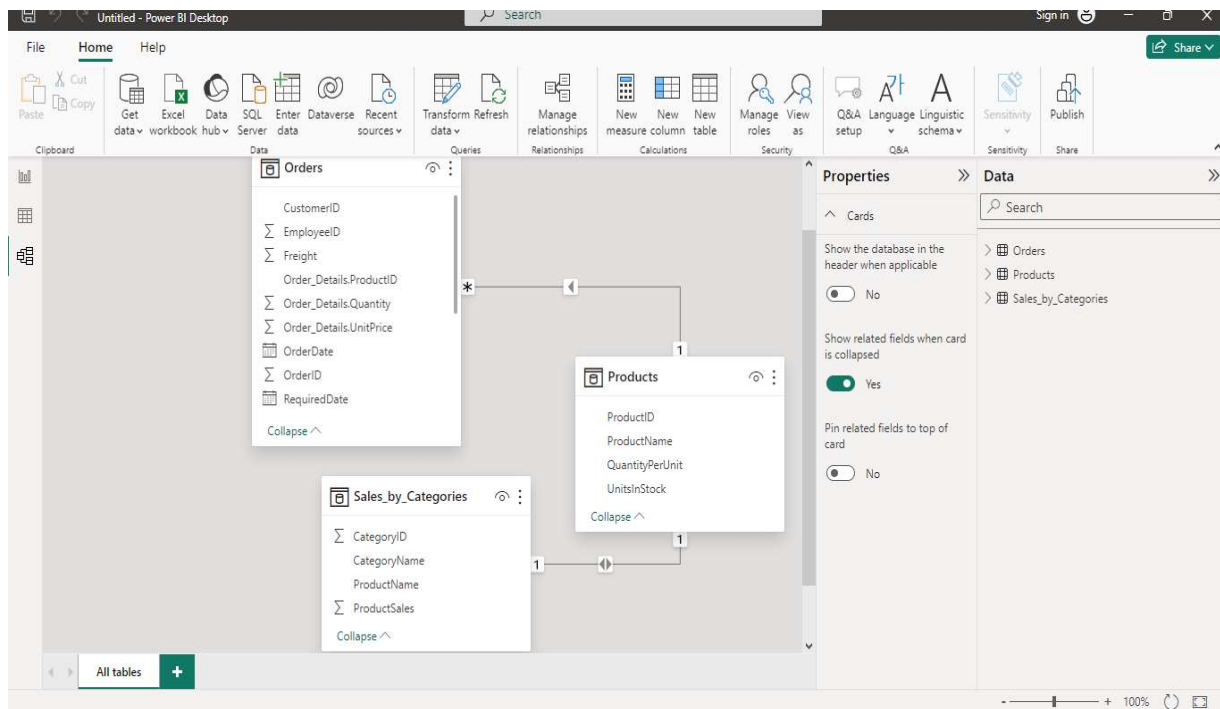 Untitled - Power BI Desktop
Search
Sign in
File Home Help
Share
Paste
Cut
Copy
Clipboard
Get data
Excel workbook
Data hub
SQL Server
Enter data
Dataverse
Recent sources
Data
Transform data
Refresh
Queries
Manage relationships
Relationships
New measure
New column
New table
Calculations
Manage roles
View as
Security
Q&A setup
Language
Linguistic schema
Q&A
Sensitivity
Sensitivity
Publish
Share
Orders
CustomerID
EmployeeID
Freight
Order_Details.ProductID
Order_Details.Quantity
Order_Details.UnitPrice
OrderDate
OrderID
RequiredDate
Collapse
*
1
Products
ProductID
ProductName
QuantityPerUnit
UnitsInStock
Collapse
1
1
Sales_by_Categories
CategoryID
CategoryName
ProductName
ProductSales
Collapse
Properties
Cards
Show the database in the
header when applicable
No
Show related fields when card
is collapsed
Yes
Pin related fields to top of
card
No
Data
Search
Orders
Products
Sales_by_Categories
All tables
+
- + 100%